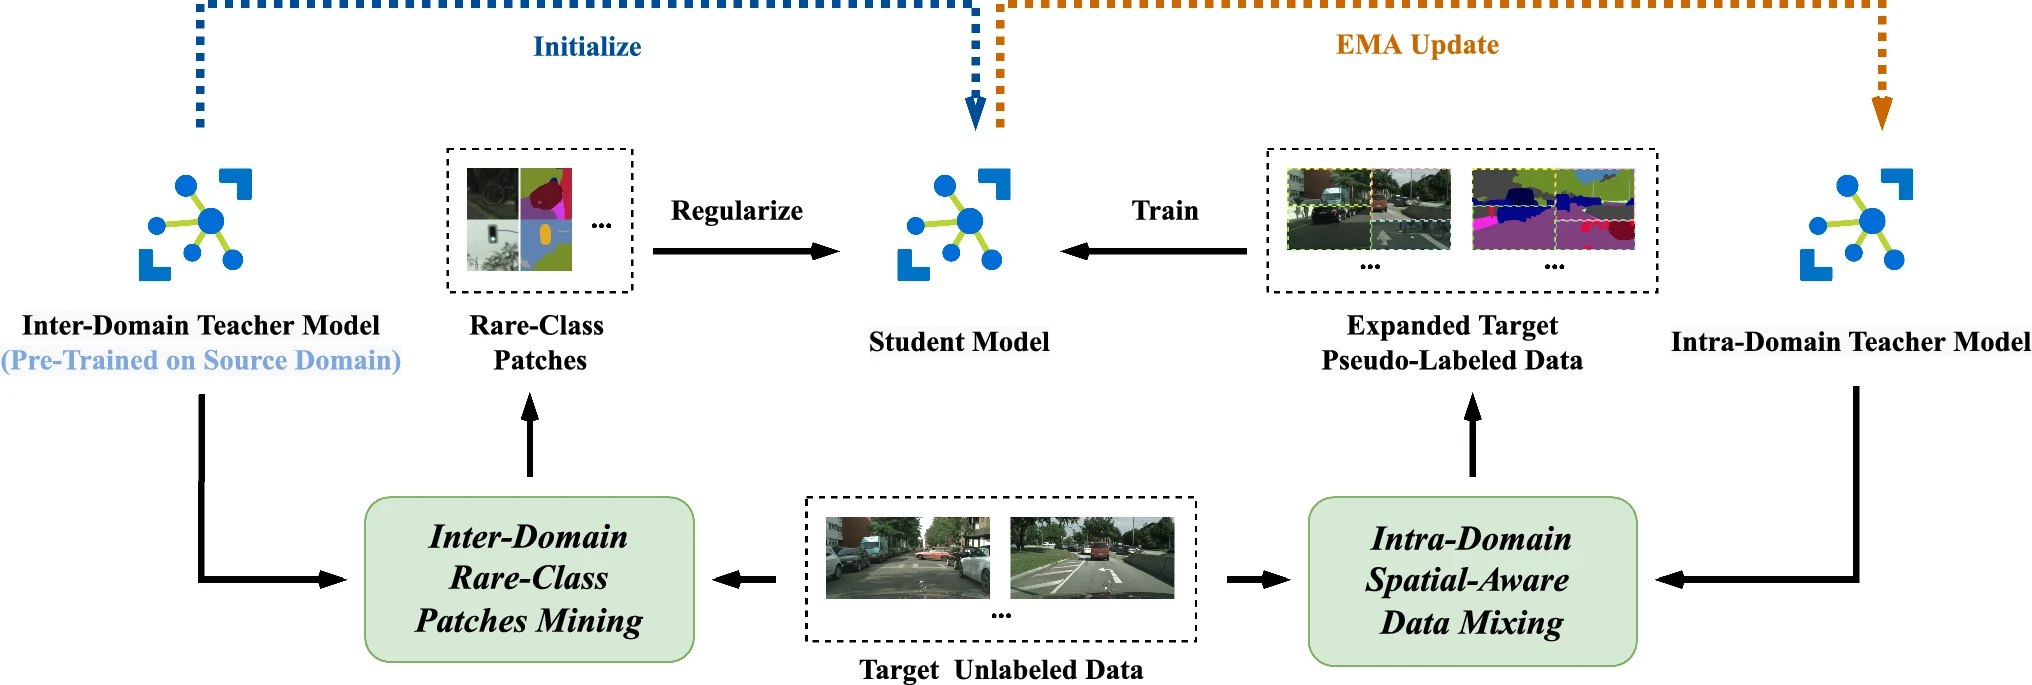 Initialize
EMA Update
Regularize
...
Train
...
...
Inter-Domain Teacher Model
(Pre-Trained on Source Domain)
Rare-Class
Patches
Student Model
Expanded Target
Pseudo-Labeled Data
Intra-Domain Teacher Model
Inter-Domain
Rare-Class
Patches Mining
...
Target Unlabeled Data
Intra-Domain
Spatial-Aware
Data Mixing